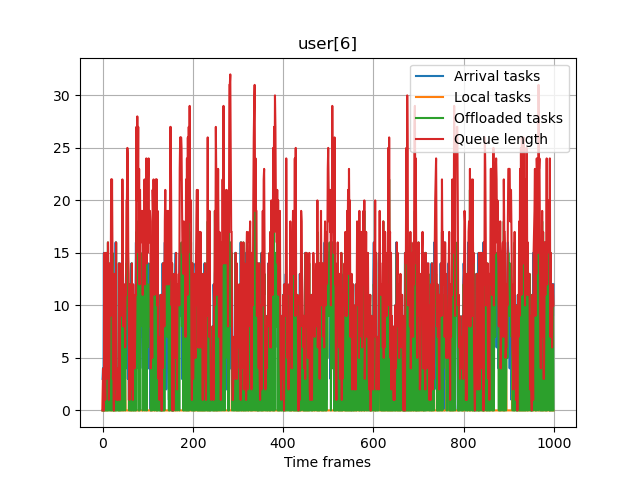 user[6]
Arrival tasks
Local tasks
Offloaded tasks
Queue length
30
25
20
15
10
5
0
0 200 400 600 800 1000
Time frames